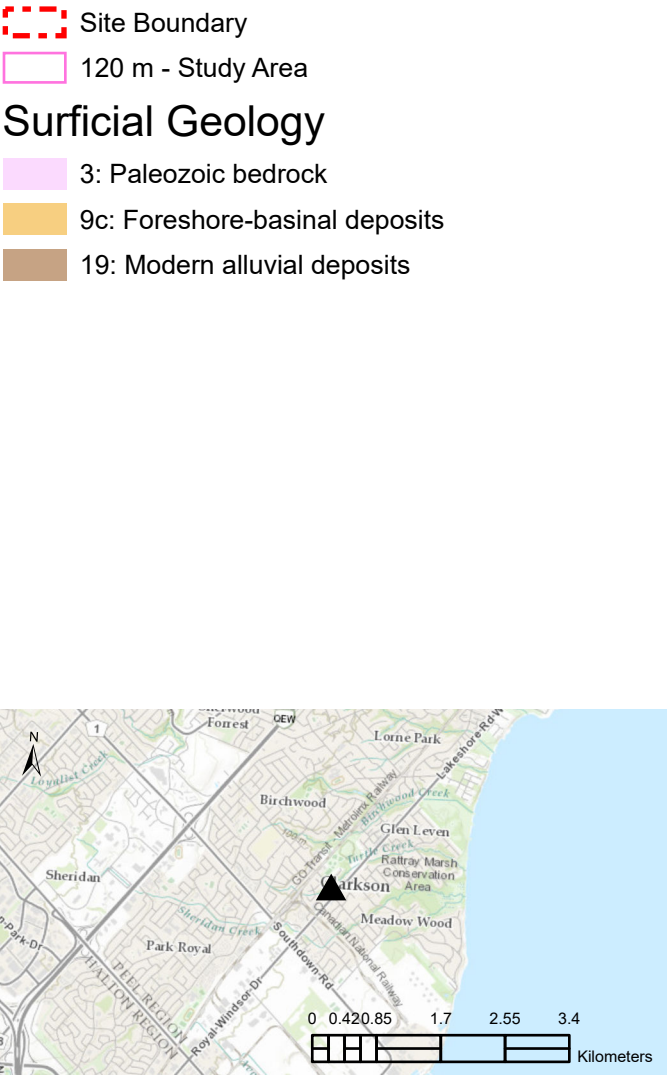 Site Boundary
120 m - Study Area
Surficial Geology
3: Paleozoic bedrock
9c: Foreshore-basinal deposits
19: Modern alluvial deposits
Forrest
QEW
1
Lorne Park
N
Lakeshore-Rd-W
Loyalist Creek
Birchwood
GO Transit - Metrolinx Railway
Birchwood Creek
100 m
Glen Leven
Turtle Creek
Rattray Marsh
Conservation
Area
Sheridan
Clarkson
Sheridan Creek
Meadow Wood
Park Royal
Southdown-Rd
Canadian National Railway
n-Park-Dr
PEEL REGION
HALTON REGION
Royal-Windsor-Dr
0 0.42 0.85 1.7 2.55 3.4
Kilometers